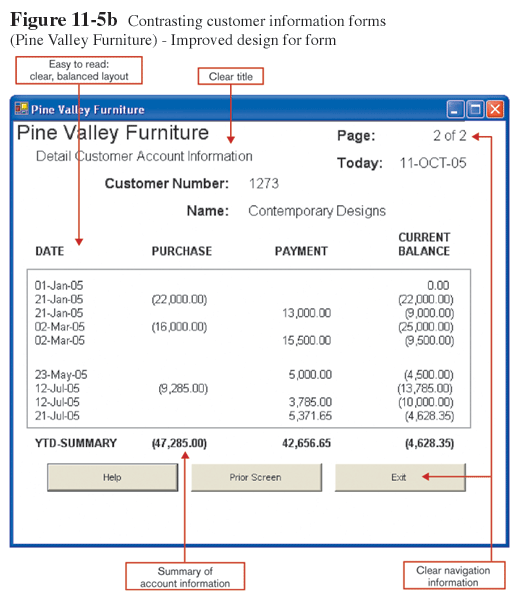 Figure 11-5b Contrasting customer information forms
(Pine Valley Furniture) - Improved design for form
Easy to read:
clear, balanced layout
Clear title
Pine Valley Furniture
Pine Valley Furniture
Page: 2 of 2
Detail Customer Account Information
Today: 11-OCT-05
Customer Number: 1273
Name: Contemporary Designs
DATE PURCHASE PAYMENT CURRENT BALANCE
01-Jan-05 0.00
21-Jan-05 (22,000.00) (22,000.00)
21-Jan-05 13,000.00 (9,000.00)
02-Mar-05 (16,000.00) (25,000.00)
02-Mar-05 15,500.00 (9,500.00)
23-May-05 5,000.00 (4,500.00)
12-Jul-05 (9,285.00) (13,785.00)
12-Jul-05 3,785.00 (10,000.00)
21-Jul-05 5,371.65 (4,628.35)
YTD-SUMMARY (47,285.00) 42,656.65 (4,628.35)
Help Prior Screen Exit
Summary of
account information
Clear navigation
information